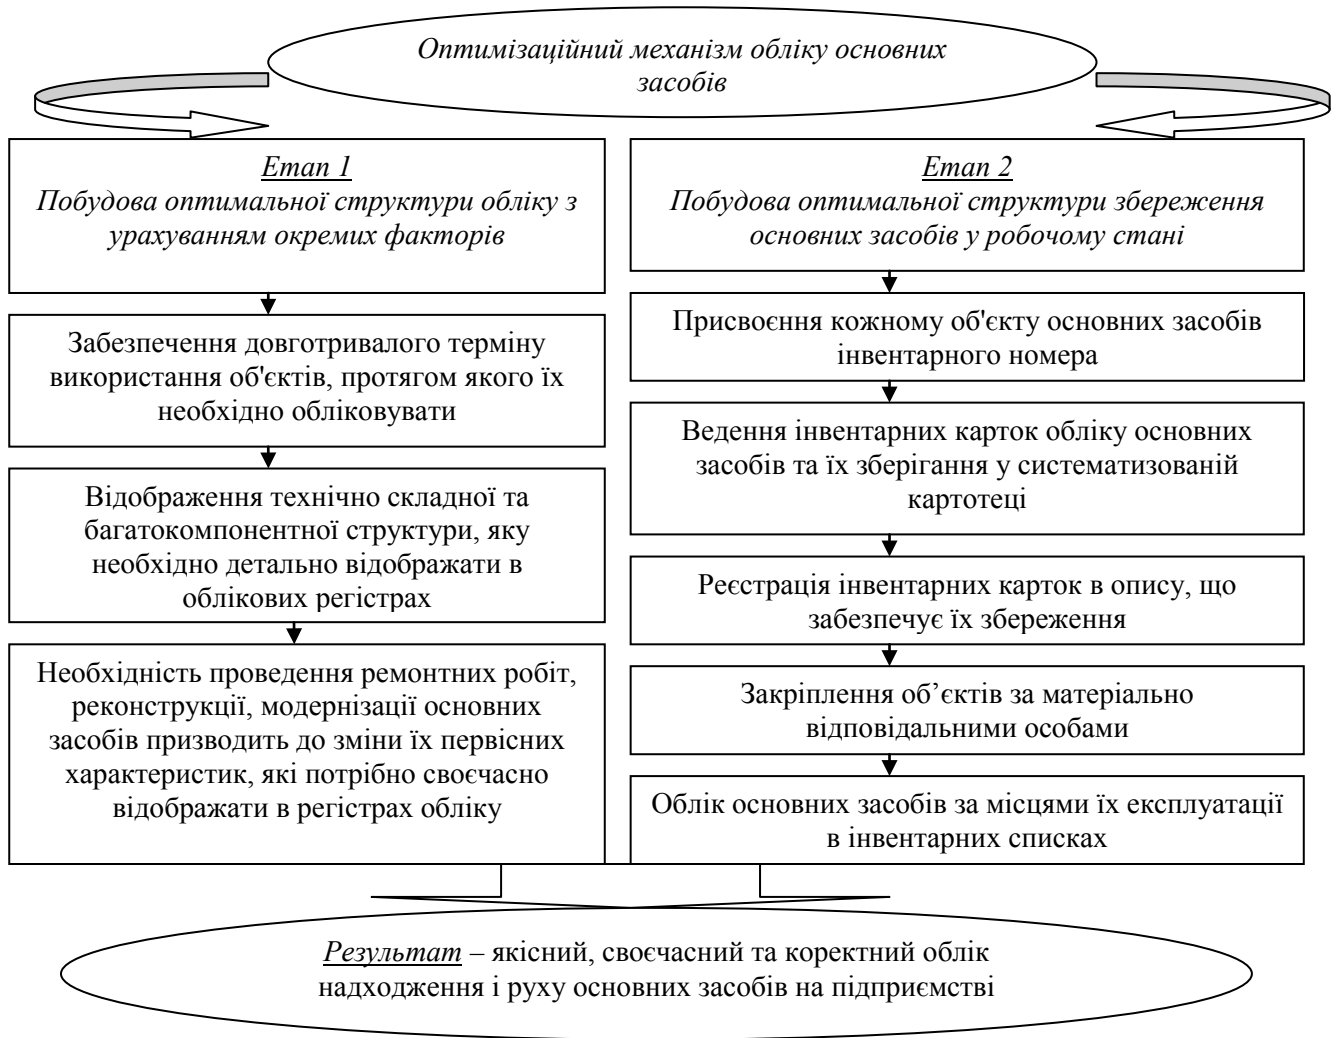 Оптимізаційний механізм обліку основних
засобів
Етап 1
Побудова оптимальної структури обліку з
урахуванням окремих факторів
Забезпечення довготривалого терміну
використання об'єктів, протягом якого їх
необхідно обліковувати
Відображення технічно складної та
багатокомпонентної структури, яку
необхідно детально відображати в
облікових регістрах
Необхідність проведення ремонтних робіт,
реконструкції, модернізації основних
засобів призводить до зміни їх первісних
характеристик, які потрібно своєчасно
відображати в регістрах обліку
Етап 2
Побудова оптимальної структури збереження
основних засобів у робочому стані
Присвоєння кожному об'єкту основних засобів
інвентарного номера
Ведення інвентарних карток обліку основних
засобів та їх зберігання у систематизованій
картотеці
Реєстрація інвентарних карток в опису, що
забезпечує їх збереження
Закріплення об’єктів за матеріально
відповідальними особами
Облік основних засобів за місцями їх експлуатації
в інвентарних списках
Результат – якісний, своєчасний та коректний облік
надходження і руху основних засобів на підприємстві